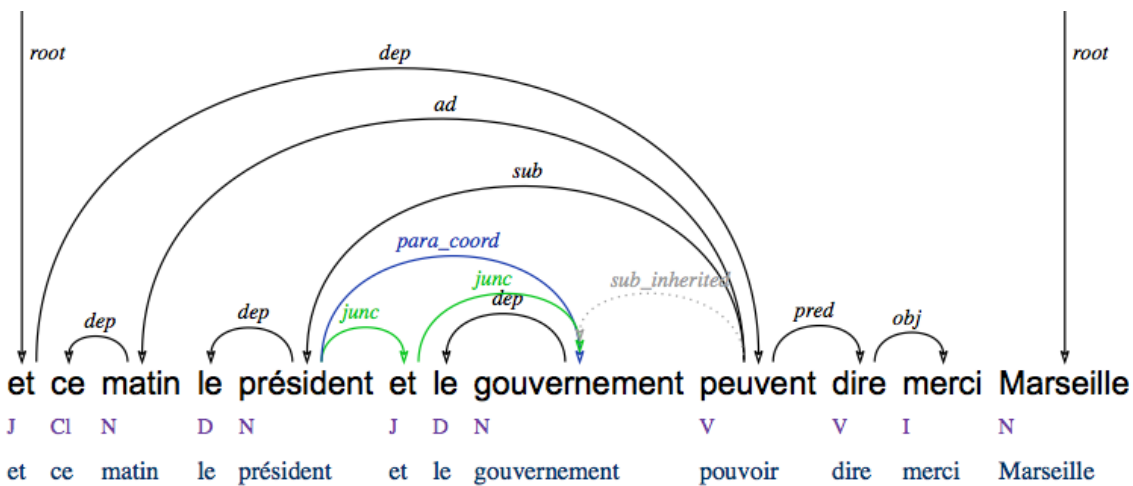 root dep root
ad
sub
para_coord
junc sub_inherited
dep dep junc dep pred obj
et ce matin le président et le gouvernement peuvent dire merci Marseille
J Cl N D N J D N V V I N
et ce matin le président et le gouvernement pouvoir dire merci Marseille